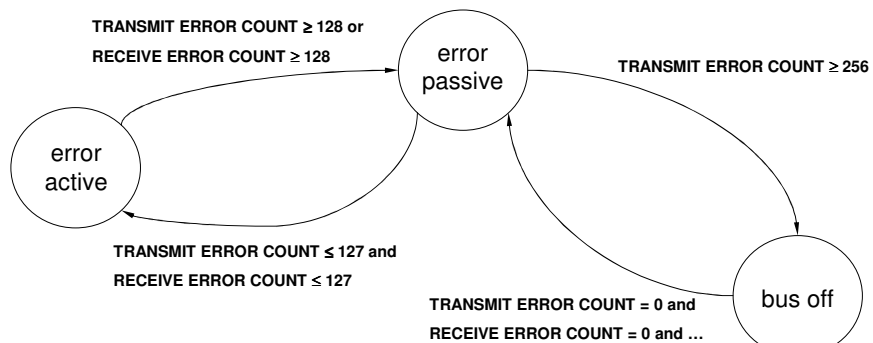 TRANSMIT ERROR COUNT ≥ 128 or
RECEIVE ERROR COUNT ≥ 128
error
passive
TRANSMIT ERROR COUNT ≥ 256
error
active
TRANSMIT ERROR COUNT ≤ 127 and
RECEIVE ERROR COUNT ≤ 127
TRANSMIT ERROR COUNT = 0 and
RECEIVE ERROR COUNT = 0 and ...
bus off